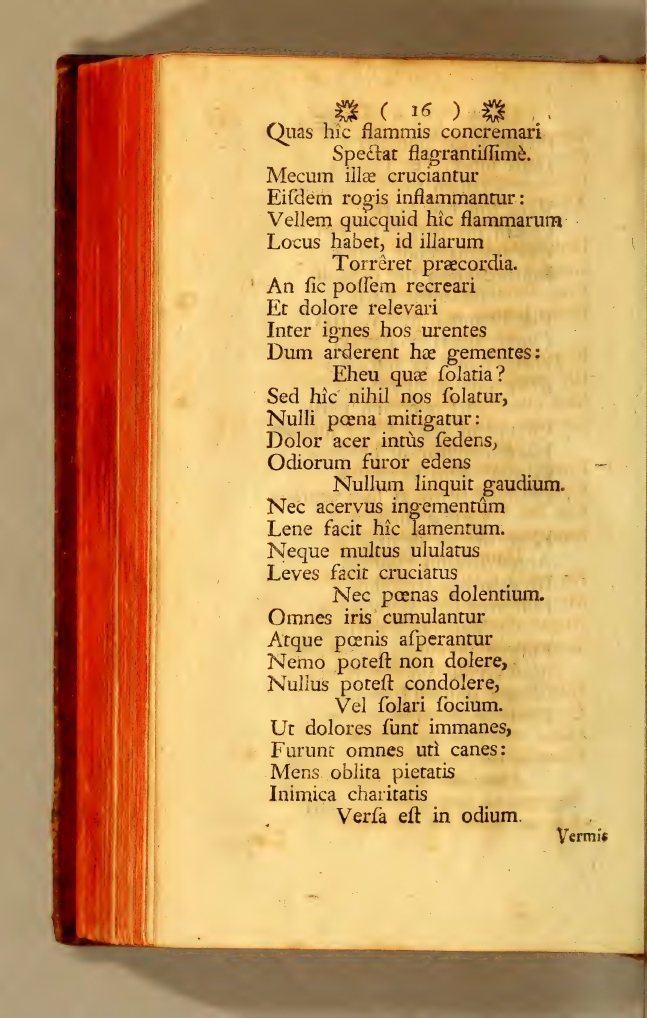 ( 16 )
Quas hîc flammis concremari
Spectat flagrantiſſimè.
Mecum illæ cruciantur
Eiſdem rogis inflammantur:
Vellem quicquid hîc flammarum
Locus habet, id illarum
Torrêret præcordia.
An ſic poſſem recreari
Et dolore relevari
Inter ignes hos urentes
Dum arderent hæ gementes:
Eheu quæ ſolatia?
Sed hîc nihil nos ſolatur,
Nulli pœna mitigatur:
Dolor acer intùs ſedens,
Odiorum furor edens
Nullum linquit gaudium.
Nec acervus ingementûm
Lene facit hîc lamentum.
Neque multus ululatus
Leves facit cruciatus
Nec pœnas dolentium.
Omnes iris cumulantur
Atque pœnis aſperantur
Nemo poteſt non dolere,
Nullus poteſt condolere,
Vel ſolari ſocium.
Ut dolores ſunt immanes,
Furunt omnes utì canes:
Mens oblita pietatis
Inimica charitatis
Verſa eſt in odium.
Vermis